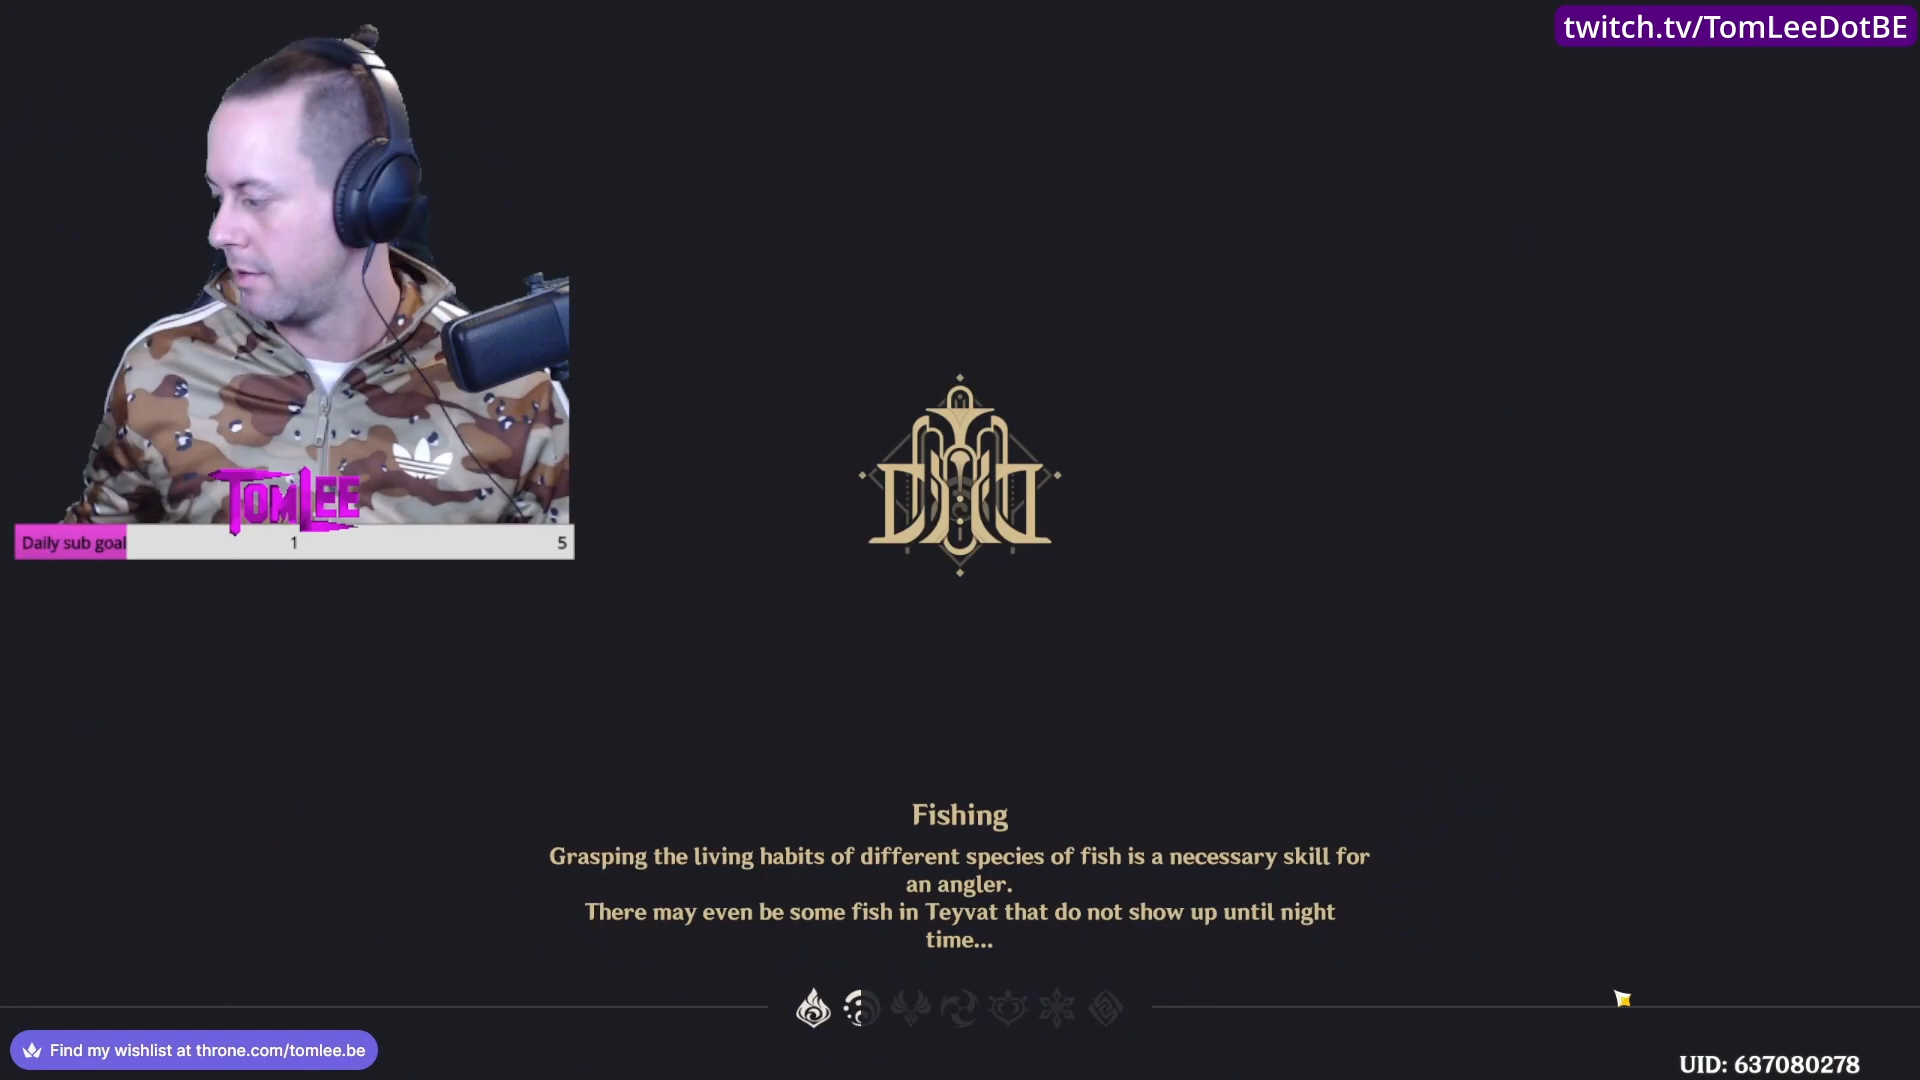 twitch.tv/TomLeeDotBE
TomLee
Daily sub goal 1 5
Fishing
Grasping the living habits of different species of fish is a necessary skill for
an angler.
There may even be some fish in Teyvat that do not show up until night
time...
Find my wishlist at throne.com/tomlee.be
UID: 637080278